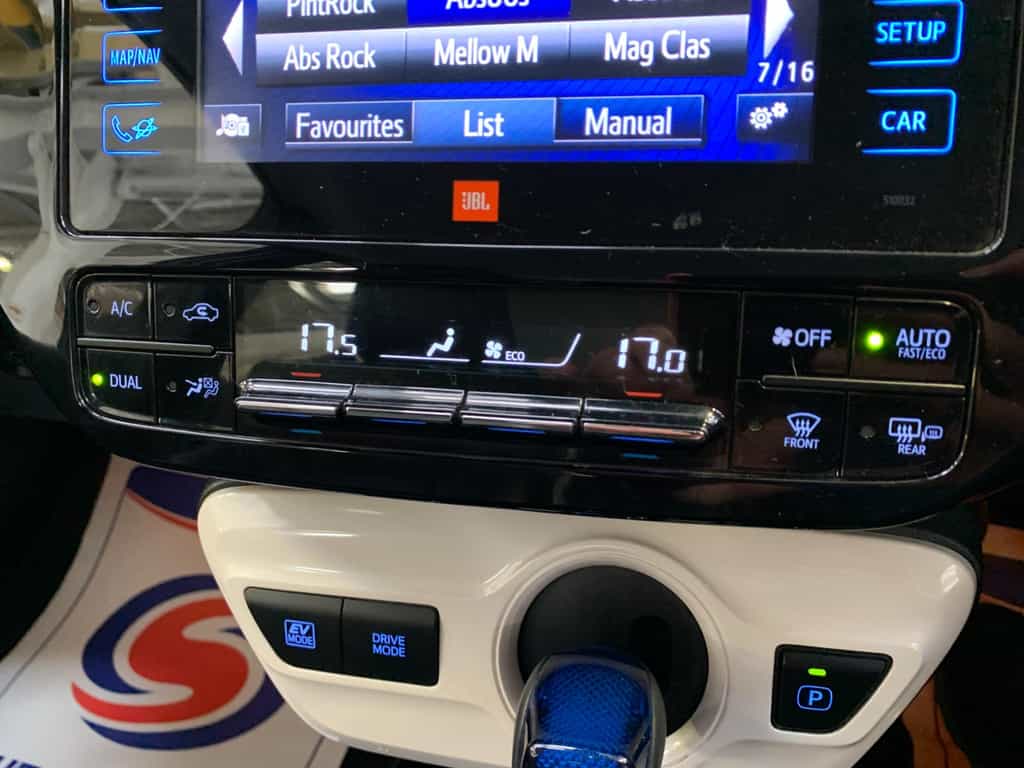 PlntRock
MAP/NAV
Abs Rock
Mellow M
Mag Clas
7/16
SETUP
Favourites
List
Manual
CAR
JBL
A/C
17.5
ECO
17.0
OFF
AUTO
FAST/ECO
DUAL
FRONT
REAR
EV
MODE
DRIVE
MODE
P